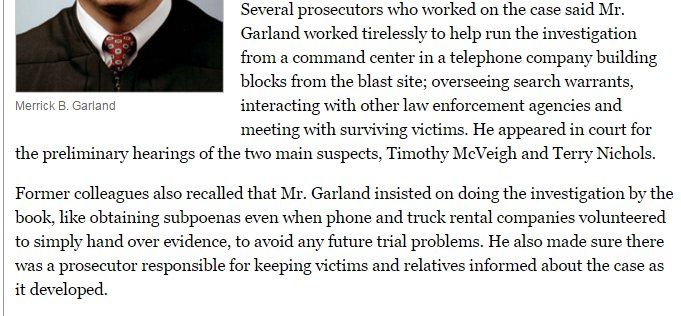 Several prosecutors who worked on the case said Mr.
Garland worked tirelessly to help run the investigation
from a command center in a telephone company building
blocks from the blast site; overseeing search warrants,
interacting with other law enforcement agencies and
meeting with surviving victims. He appeared in court for
the preliminary hearings of the two main suspects, Timothy McVeigh and Terry Nichols.
Merrick B. Garland
Former colleagues also recalled that Mr. Garland insisted on doing the investigation by the
book, like obtaining subpoenas even when phone and truck rental companies volunteered
to simply hand over evidence, to avoid any future trial problems. He also made sure there
was a prosecutor responsible for keeping victims and relatives informed about the case as
it developed.